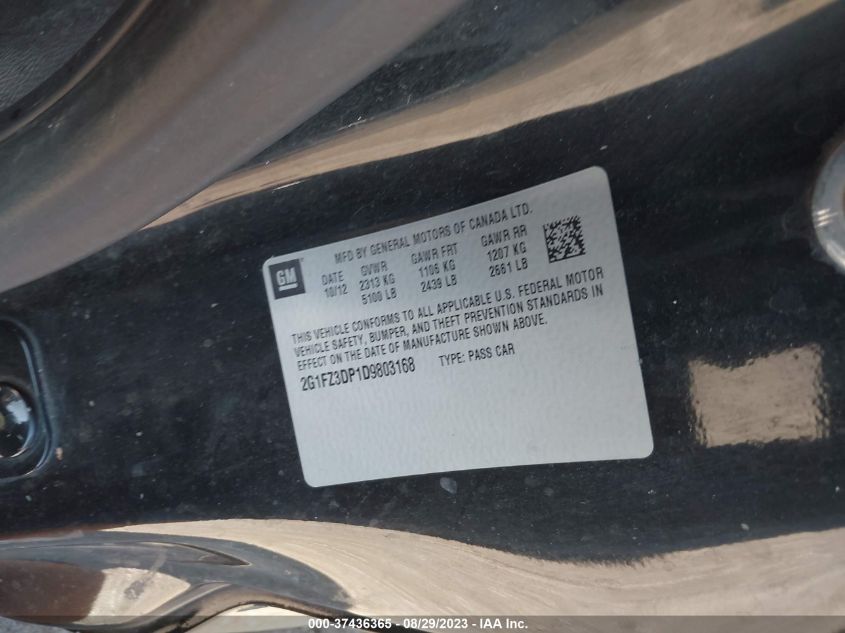 GM
MFD BY GENERAL MOTORS OF CANADA LTD.
DATE GVWR GAWR FRT GAWR RR
10/12 2313 KG 1106 KG 1207 KG
5100 LB 2439 LB 2661 LB
THIS VEHICLE CONFORMS TO ALL APPLICABLE U.S. FEDERAL MOTOR
VEHICLE SAFETY, BUMPER, AND THEFT PREVENTION STANDARDS IN
EFFECT ON THE DATE OF MANUFACTURE SHOWN ABOVE.
2G1FZ3DP1D9803168 TYPE: PASS CAR
000-37436365 - 08/29/2023 - IAA Inc.